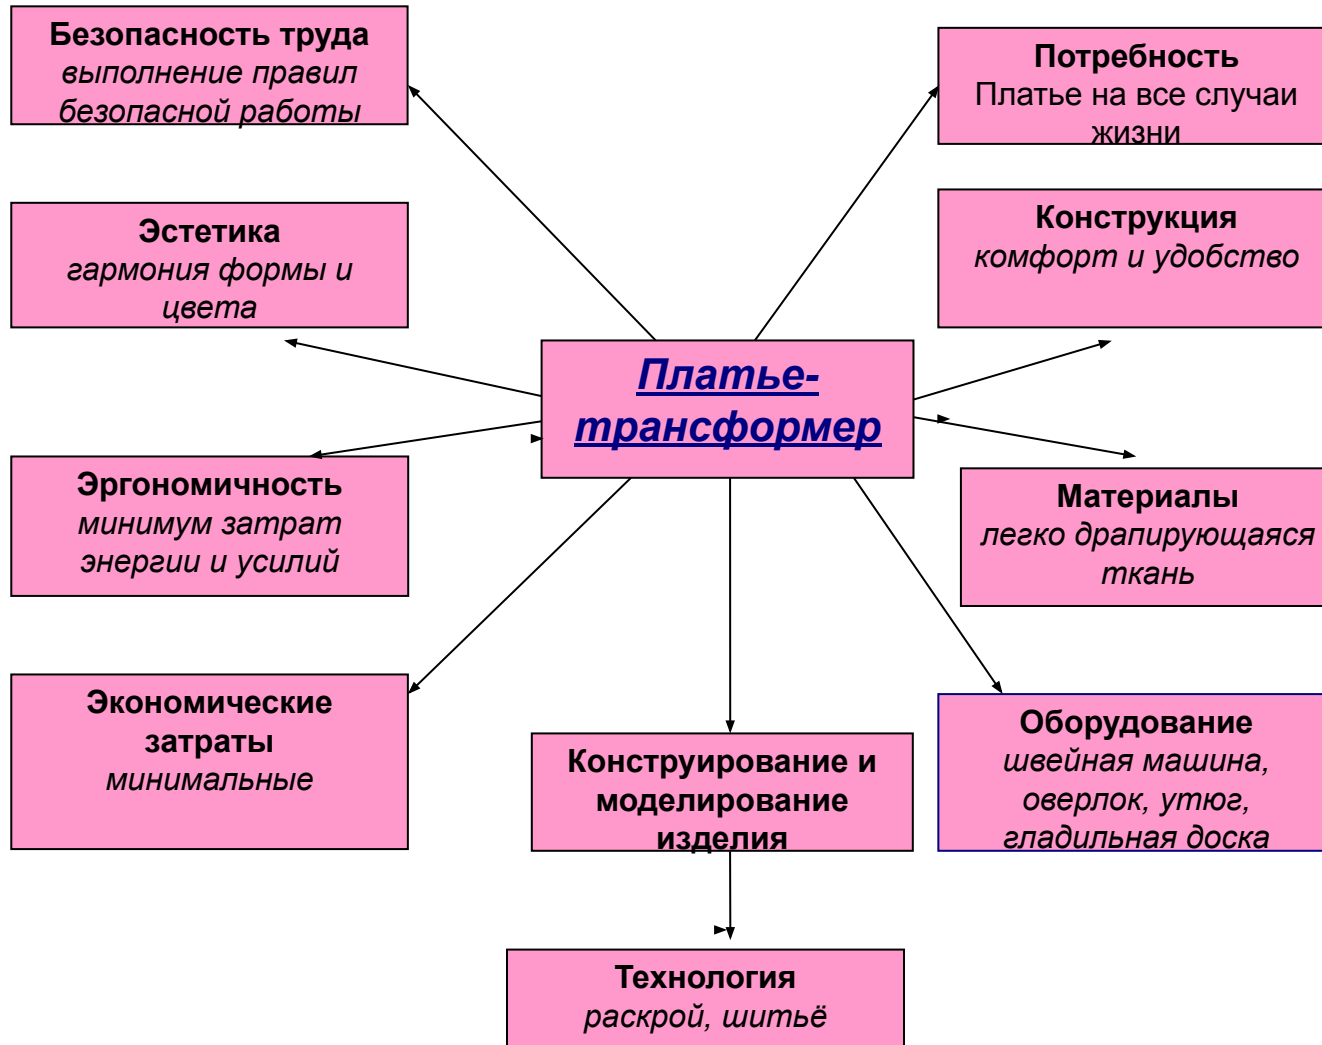 Безопасность труда
выполнение правил
безопасной работы
Потребность
Платье на все случаи
жизни
Эстетика
гармония формы и
цвета
Конструкция
комфорт и удобство
Платье-
трансформер
Эргономичность
минимум затрат
энергии и усилий
Материалы
легко драпирующаяся
ткань
Экономические
затраты
минимальные
Конструирование и
моделирование
изделия
Оборудование
швейная машина,
оверлок, утюг,
гладильная доска
Технология
раскрой, шитьё